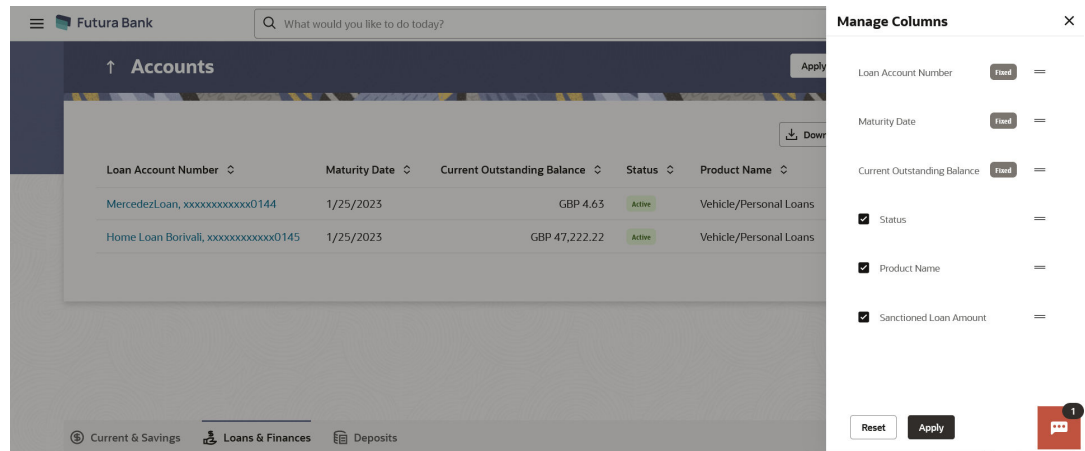 Futura Bank
What would you like to do today?
Accounts
Apply
Down
Loan Account Number Maturity Date Current Outstanding Balance Status Product Name
MercedezLoan, xxxxxxxxxxxx0144 1/25/2023 GBP 4.63 Active Vehicle/Personal Loans
Home Loan Borivali, xxxxxxxxxxxx0145 1/25/2023 GBP 47,222.22 Active Vehicle/Personal Loans
Current & Savings Loans & Finances Deposits
Manage Columns
Loan Account Number Fixed
Maturity Date Fixed
Current Outstanding Balance Fixed
Status
Product Name
Sanctioned Loan Amount
Reset Apply
1